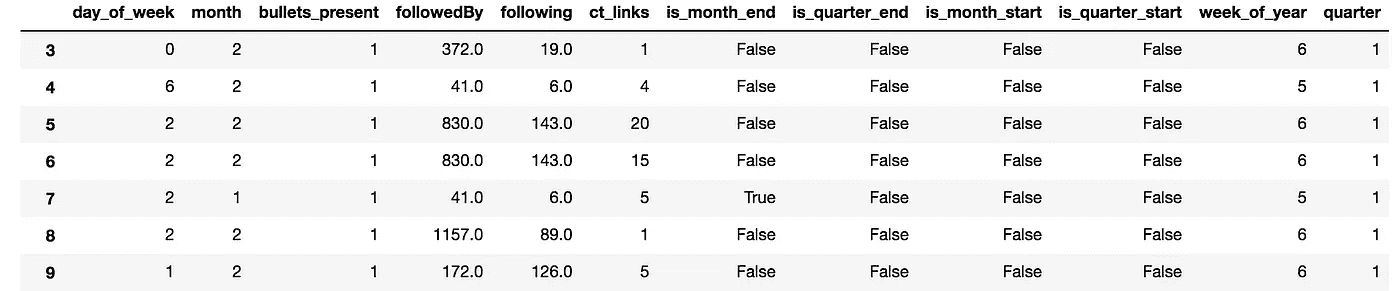 day_of_week month bullets_present followedBy following ct_links is_month_end is_quarter_end is_month_start is_quarter_start week_of_year quarter
3 0 2 1 372.0 19.0 1 False False False False 6 1
4 6 2 1 41.0 6.0 4 False False False False 5 1
5 2 2 1 830.0 143.0 20 False False False False 6 1
6 2 2 1 830.0 143.0 15 False False False False 6 1
7 2 1 1 41.0 6.0 5 True False False False 5 1
8 2 2 1 1157.0 89.0 1 False False False False 6 1
9 1 2 1 172.0 126.0 5 False False False False 6 1